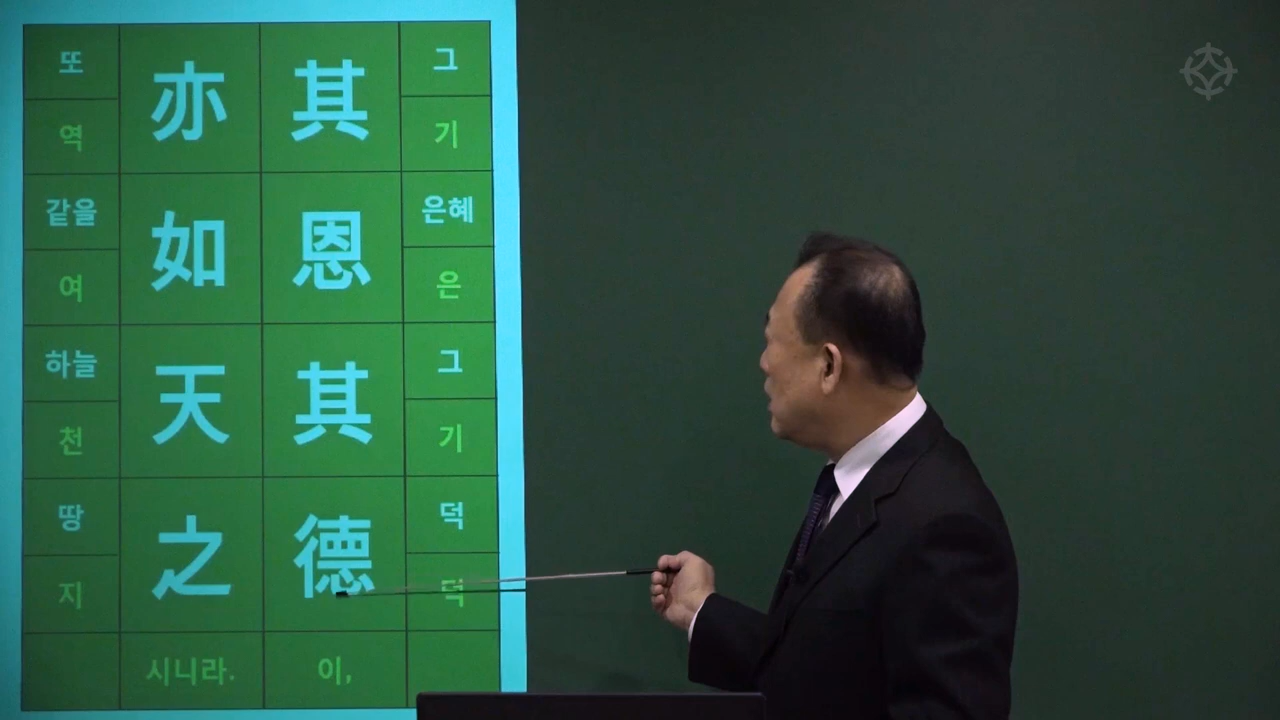 그
기
은혜
은
그
기
덕
덕
其
恩
其
德
이,
亦
如
天
之
시니라.
또
역
같을
여
하늘
천
땅
지